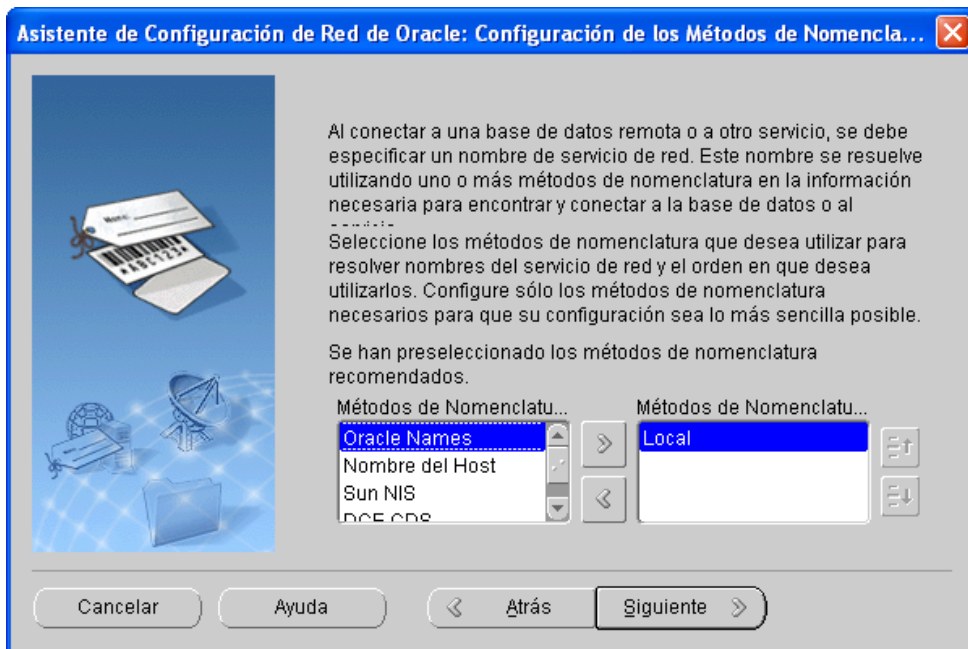 Asistente de Configuración de Red de Oracle: Configuración de los Métodos de Nomencla...
Al conectar a una base de datos remota o a otro servicio, se debe
especificar un nombre de servicio de red. Este nombre se resuelve
utilizando uno o más métodos de nomenclatura en la información
necesaria para encontrar y conectar a la base de datos o al
Seleccione los métodos de nomenclatura que desea utilizar para
resolver nombres del servicio de red y el orden en que desea
utilizarlos. Configure sólo los métodos de nomenclatura
necesarios para que su configuración sea lo más sencilla posible.
Se han preseleccionado los métodos de nomenclatura
recomendados.
Métodos de Nomenclatu...
Oracle Names
Nombre del Host
Sun NIS
DCE CDS
Métodos de Nomenclatu...
Local
Name:
#ABC123*
Cancelar
Ayuda
Atrás
Siguiente